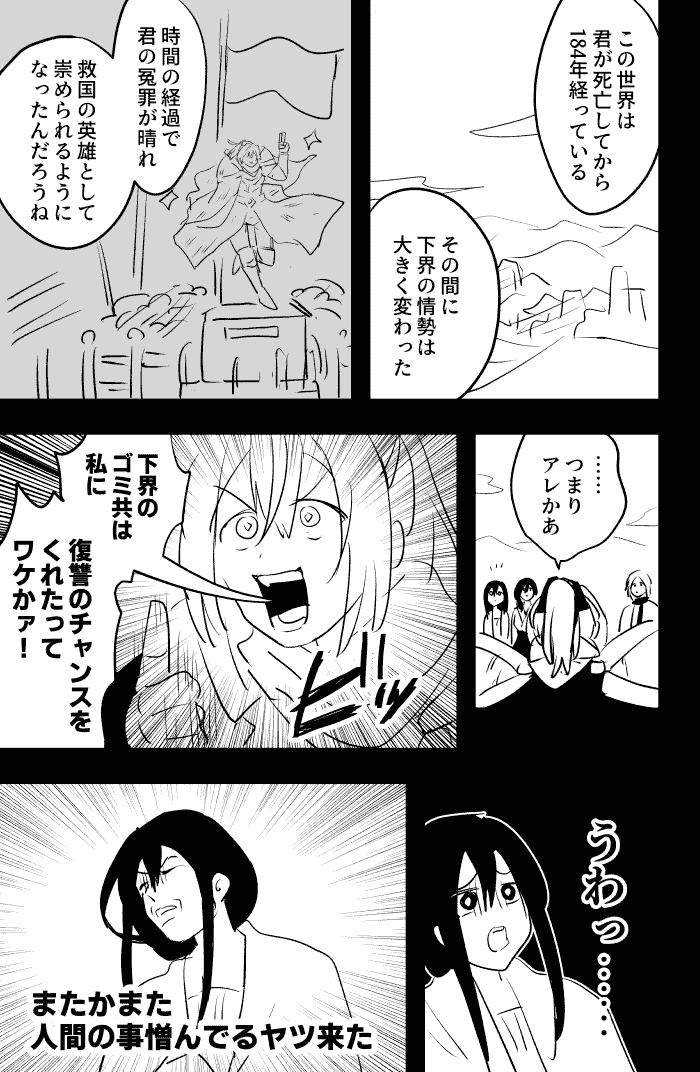 この世界は
君が死亡してから
184年経っている
その間に
下界の情勢は
大きく変わった
時間の経過で
君の冤罪が晴れ
救国の英雄として
崇められるように
なったんだろうね
……
つまり
アレかあ
下界の
ゴミ共は
私に
復讐のチャンスを
くれたって
ワケかァ!
ビッ
うわっ……
またかまた
人間の事憎んでるヤツ来た